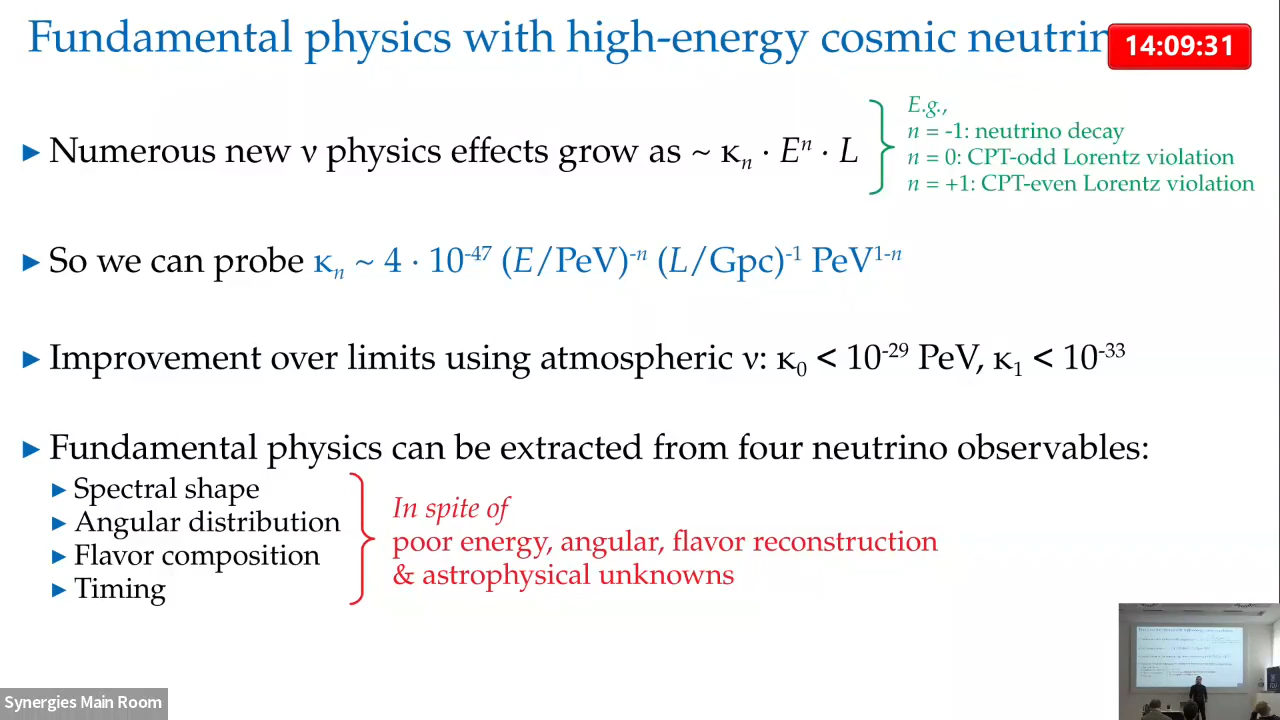 Fundamental physics with high-energy cosmic neutrin
14:09:31
▶ Numerous new ν physics effects grow as ~ κₙ · Eⁿ · L
E.g.,
n = -1: neutrino decay
n = 0: CPT-odd Lorentz violation
n = +1: CPT-even Lorentz violation
▶ So we can probe κₙ ~ 4 · 10⁻⁴⁷ (E/PeV)⁻ⁿ (L/Gpc)⁻¹ PeV¹⁻ⁿ
▶ Improvement over limits using atmospheric ν: κ₀ < 10⁻²⁹ PeV, κ₁ < 10⁻³³
▶ Fundamental physics can be extracted from four neutrino observables:
▶ Spectral shape
▶ Angular distribution
▶ Flavor composition
▶ Timing
In spite of
poor energy, angular, flavor reconstruction
& astrophysical unknowns
Synergies Main Room